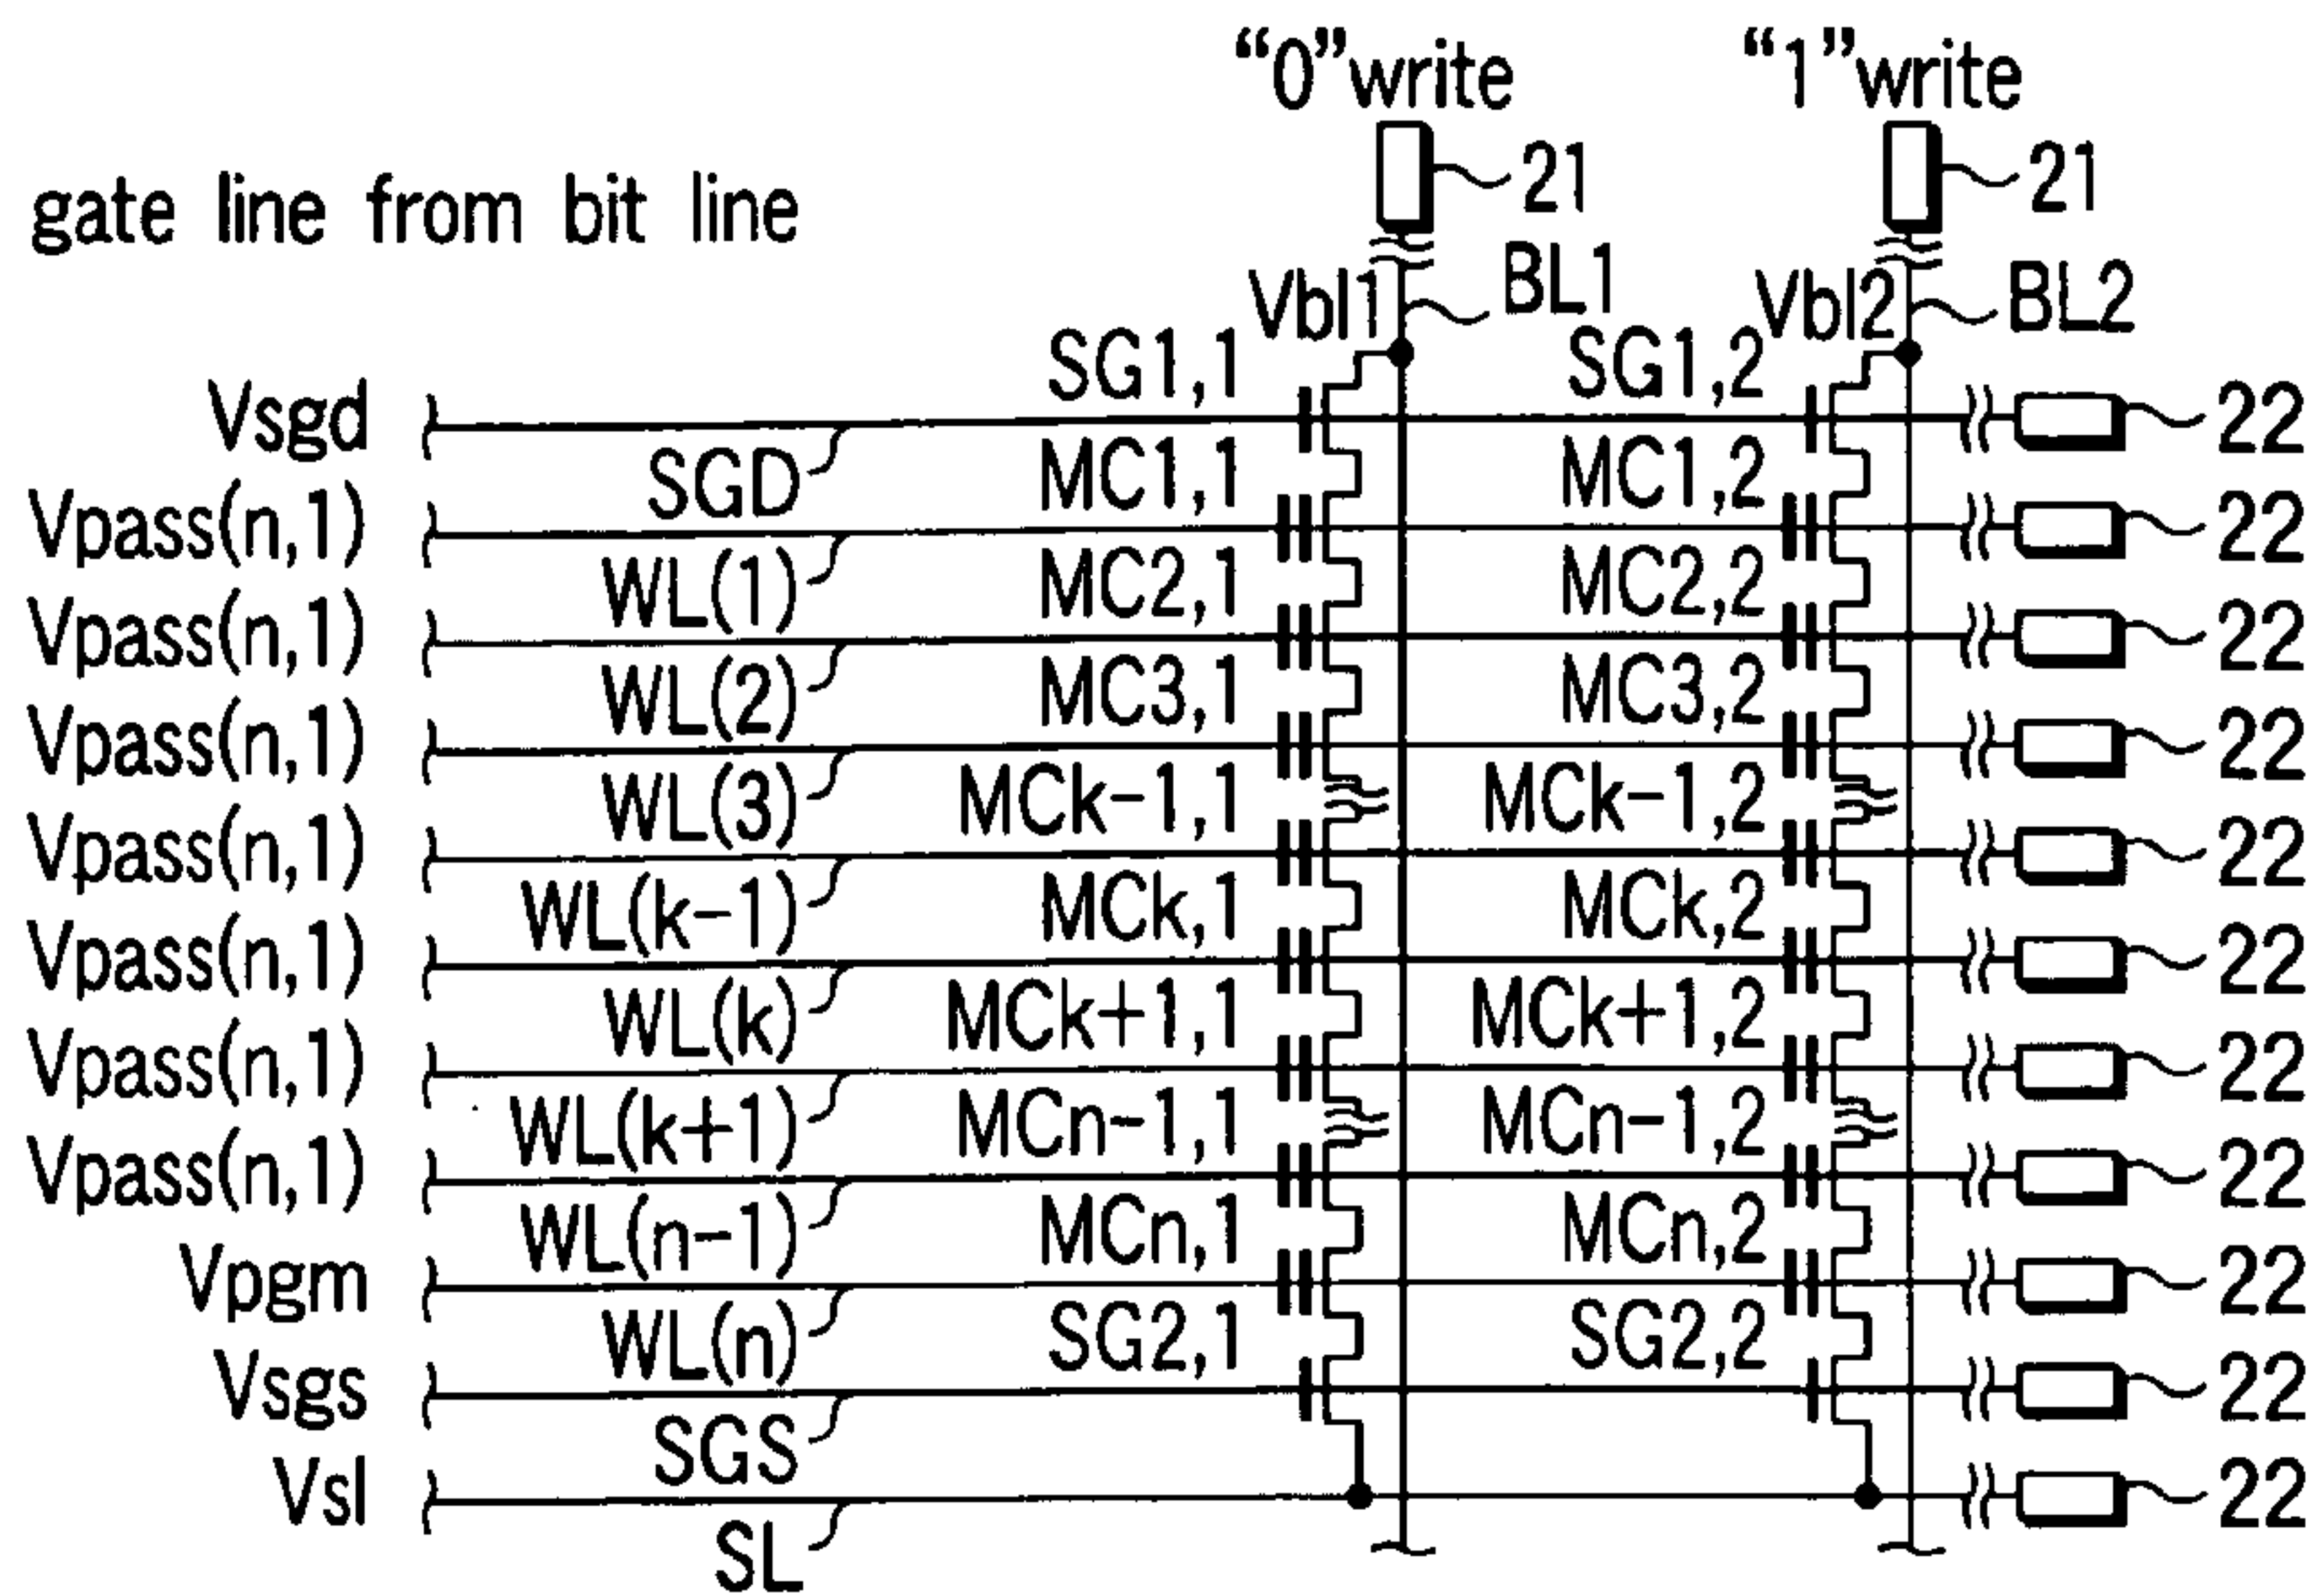 “0”write “1”write
21 21
gate line from bit line
Vbl1 BL1 Vbl2 BL2
SG1,1 SG1,2
Vsgd 22
SGD MC1,1 MC1,2
Vpass(n,1) 22
WL(1) MC2,1 MC2,2
Vpass(n,1) 22
WL(2) MC3,1 MC3,2
Vpass(n,1) 22
WL(3) MCk-1,1 MCk-1,2
Vpass(n,1) 22
WL(k-1) MCk,1 MCk,2
Vpass(n,1) 22
WL(k) MCk+1,1 MCk+1,2
Vpass(n,1) 22
WL(k+1) MCn-1,1 MCn-1,2
Vpass(n,1) 22
WL(n-1) MCn,1 MCn,2
Vpgm 22
WL(n) SG2,1 SG2,2
Vsgs 22
SGS
Vsl 22
SL